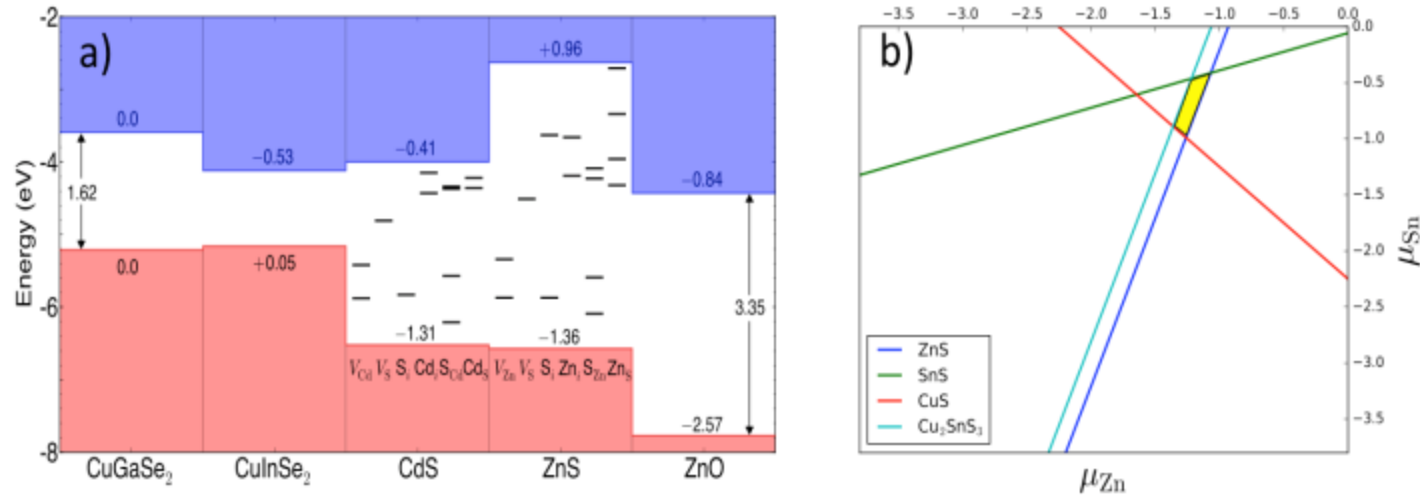 a)
Energy (eV)
-2
-4
-6
-8
0.0
−0.53
−0.41
+0.96
−0.84
1.62
3.35
0.0
+0.05
−1.31
−1.36
−2.57
V_Cd V_S S_i Cd_i S_Cd Cd_S
V_Zn V_S S_i Zn_i S_Zn Zn_S
CuGaSe₂ CuInSe₂ CdS ZnS ZnO
b)
−3.5 −3.0 −2.5 −2.0 −1.5 −1.0 −0.5 0.0
0.0
−0.5
−1.0
−1.5
−2.0
−2.5
−3.0
−3.5
μ_Sn
ZnS
SnS
CuS
Cu₂SnS₃
μ_Zn